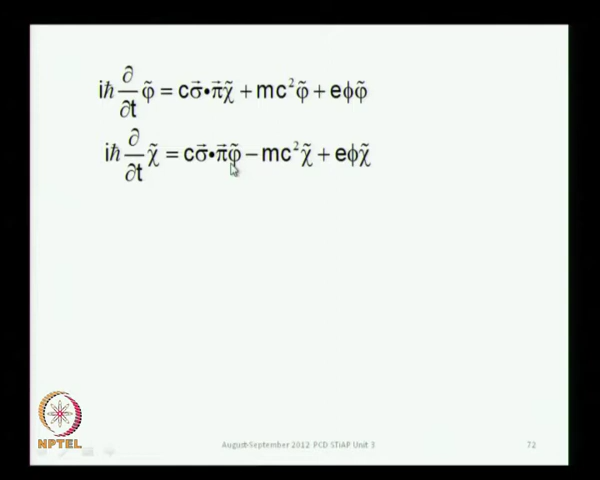 iħ ∂/∂t φ̃ = cσ⃗•π⃗χ̃ + mc²φ̃ + eϕφ̃
iħ ∂/∂t χ̃ = cσ⃗•π⃗φ̃ − mc²χ̃ + eϕχ̃
NPTEL
August-September 2012 PCD STiAP Unit 3
72